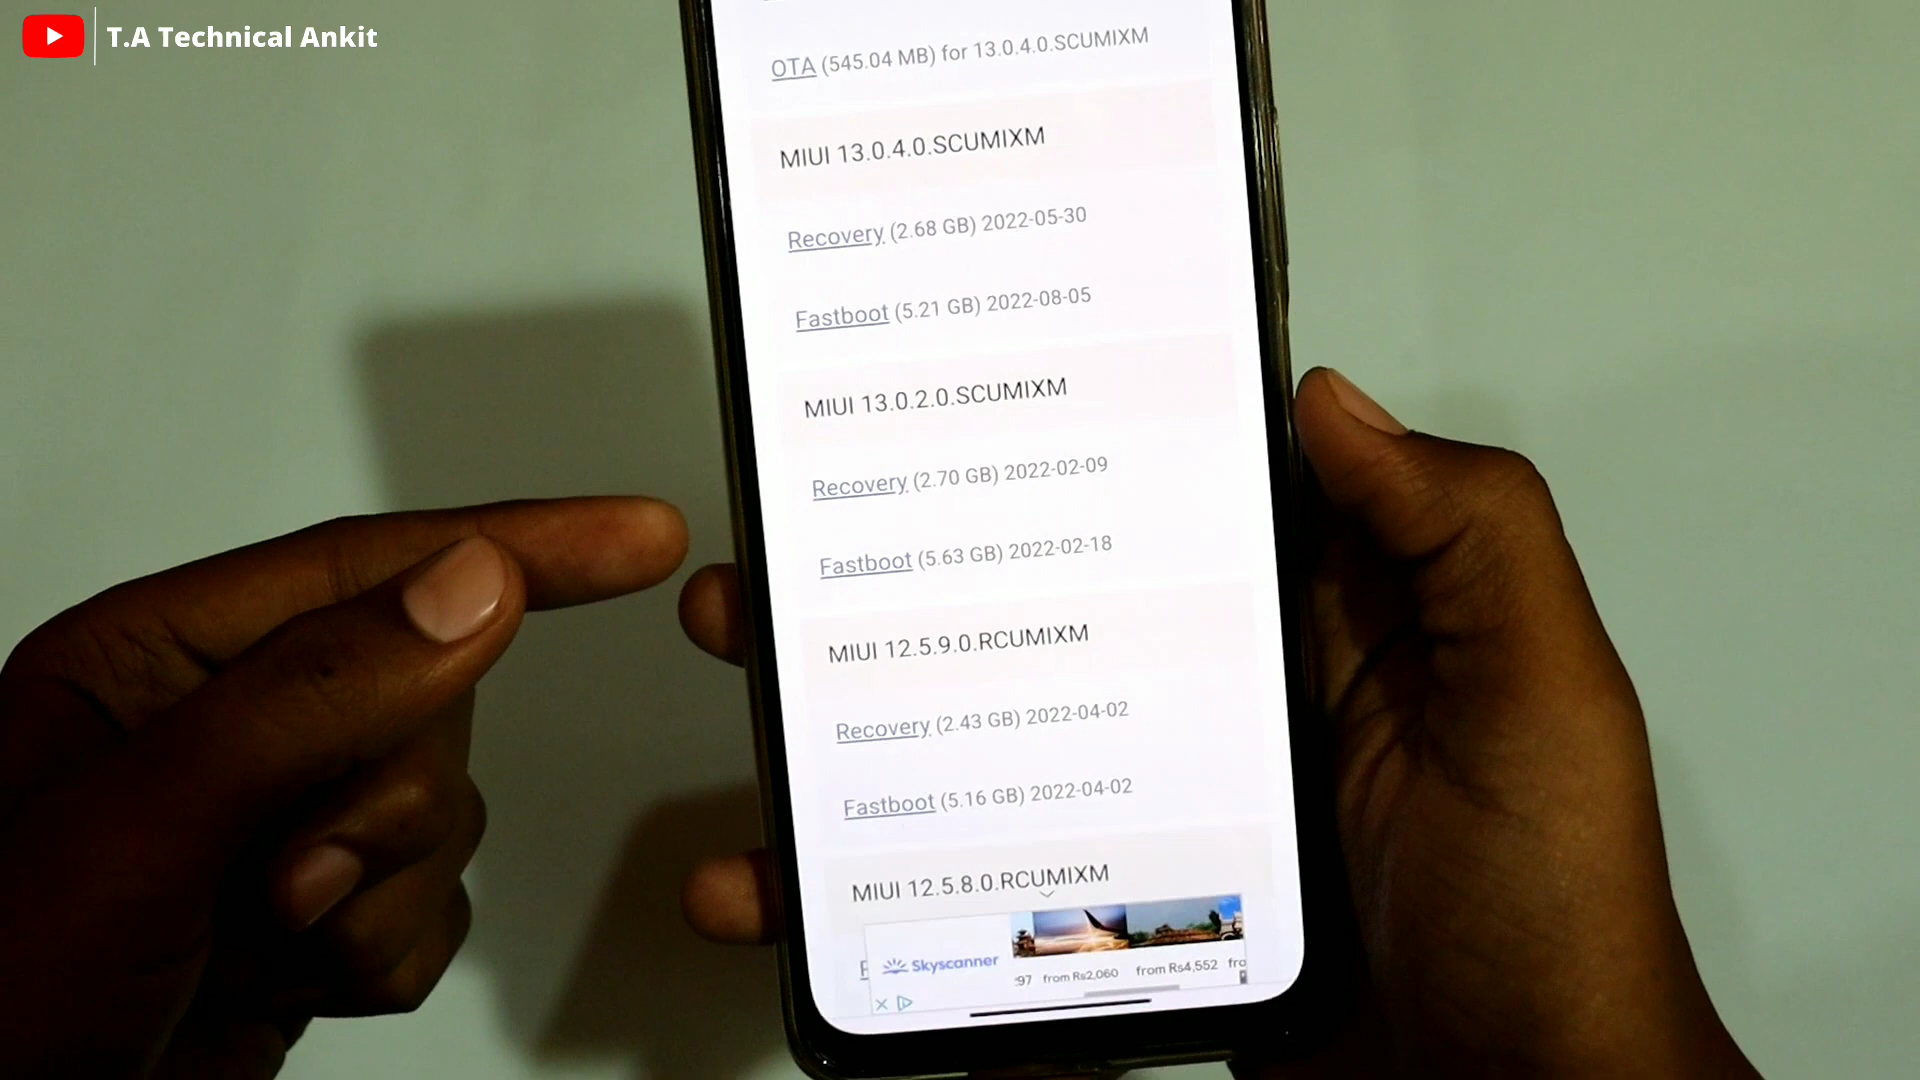 T.A Technical Ankit
OTA (545.04 MB) for 13.0.4.0.SCUMIXM
MIUI 13.0.4.0.SCUMIXM
Recovery (2.68 GB) 2022-05-30
Fastboot (5.21 GB) 2022-08-05
MIUI 13.0.2.0.SCUMIXM
Recovery (2.70 GB) 2022-02-09
Fastboot (5.63 GB) 2022-02-18
MIUI 12.5.9.0.RCUMIXM
Recovery (2.43 GB) 2022-04-02
Fastboot (5.16 GB) 2022-04-02
MIUI 12.5.8.0.RCUMIXM
Skyscanner
97 from Rs2,060 from Rs4,552 fro